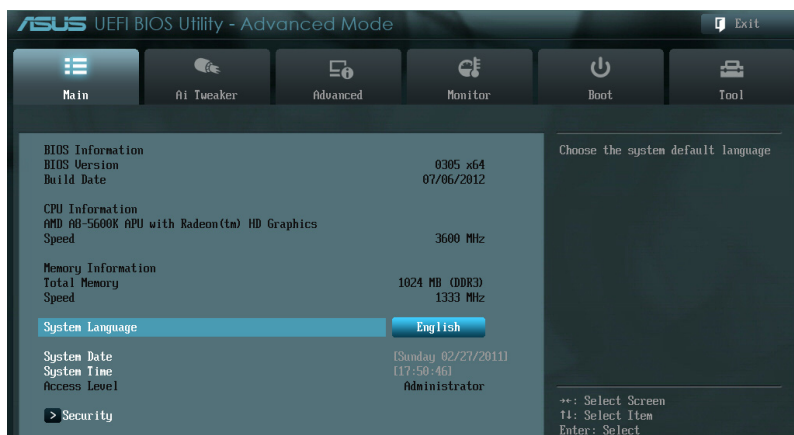 ASUS UEFI BIOS Utility - Advanced Mode
Exit
Main
Ai Tweaker
Advanced
Monitor
Boot
Tool
BIOS Information
BIOS Version 0305 x64
Build Date 07/06/2012
CPU Information
AMD A8-5600K APU with Radeon(tm) HD Graphics
Speed 3600 MHz
Memory Information
Total Memory 1024 MB (DDR3)
Speed 1333 MHz
System Language English
System Date [Sunday 02/27/2011]
System Time [17:50:46]
Access Level Administrator
> Security
Choose the system default language
→←: Select Screen
↑↓: Select Item
Enter: Select